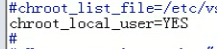 #chroot_list_file=/etc/vs
chroot_local_user=YES
#